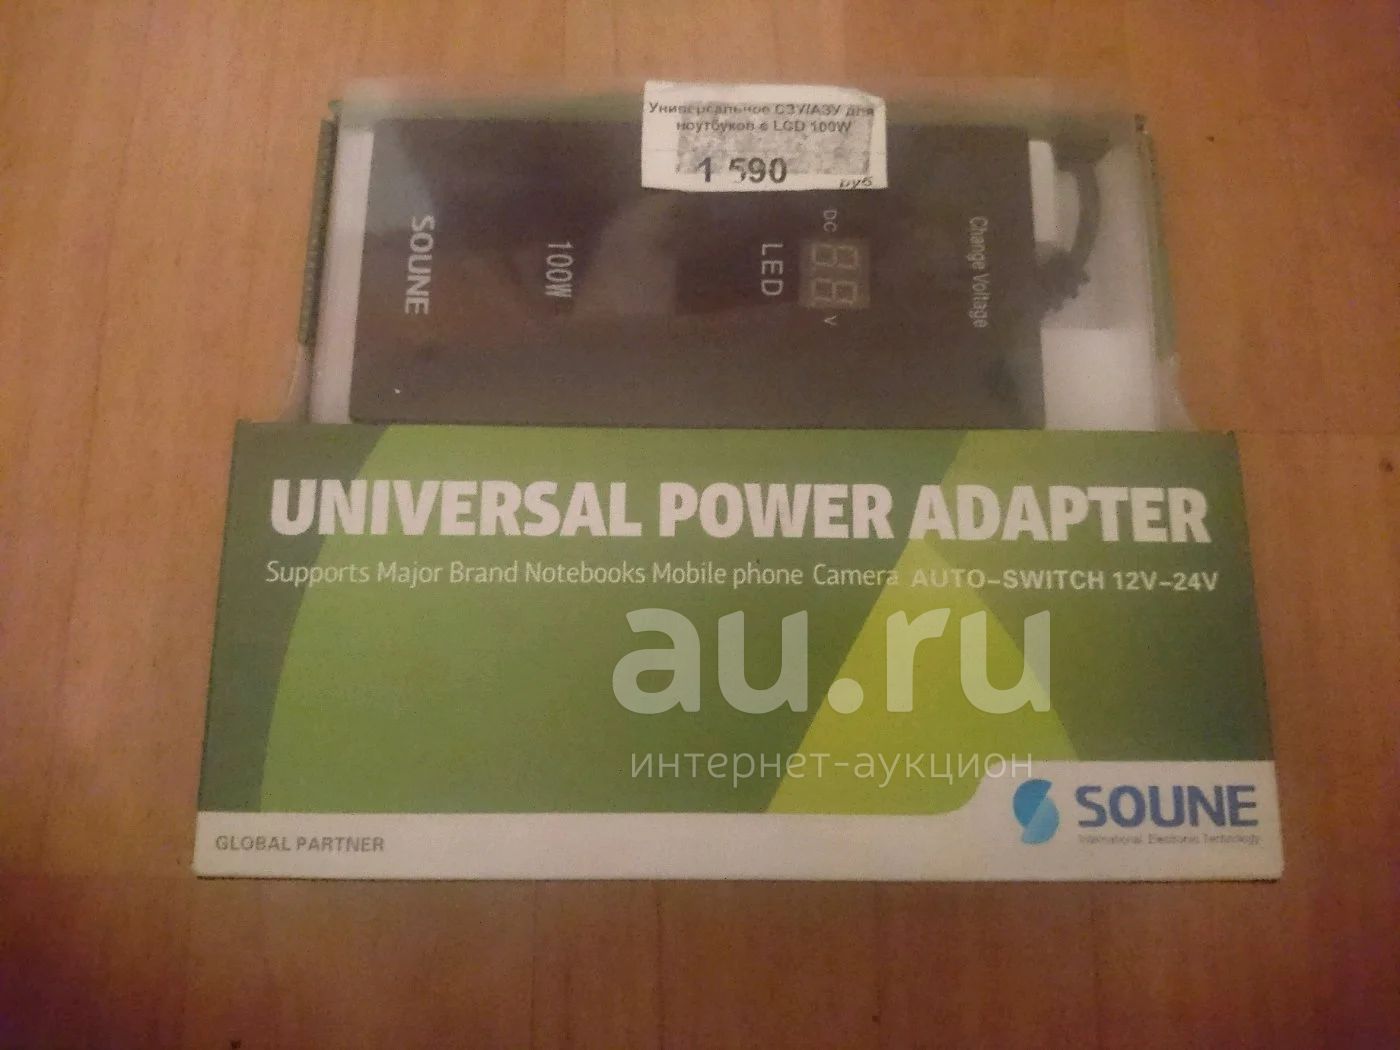 Универсальное СЗУ/АЗУ для
ноутбуков с LCD 100W
1 590
руб
SOUNE
100W
LED
DC
88
V
Change Voltage
UNIVERSAL POWER ADAPTER
Supports Major Brand Notebooks Mobile phone Camera AUTO-SWITCH 12V-24V
au.ru
интернет-аукцион
SOUNE
International Electronic Technology
GLOBAL PARTNER